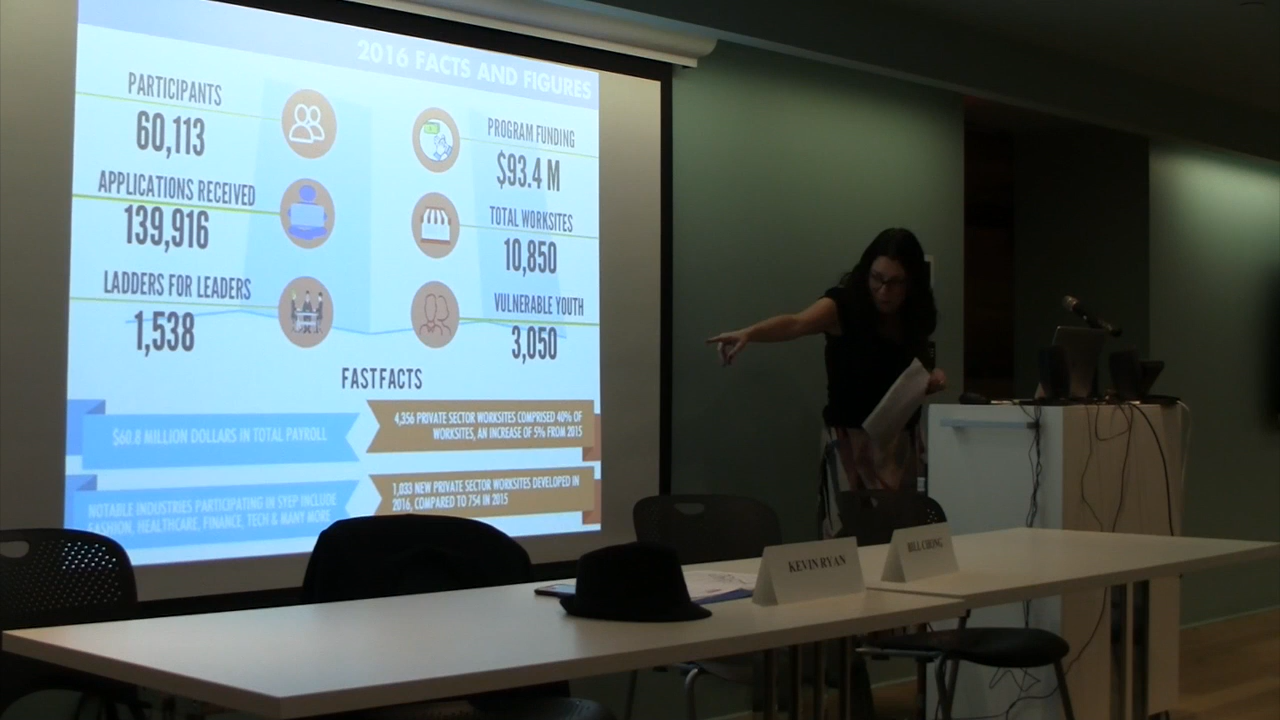 2016 FACTS AND FIGURES
PARTICIPANTS
60,113
APPLICATIONS RECEIVED
139,916
LADDERS FOR LEADERS
1,538
PROGRAM FUNDING
$93.4 M
TOTAL WORKSITES
10,850
VULNERABLE YOUTH
3,050
FAST FACTS
$60.8 MILLION DOLLARS IN TOTAL PAYROLL
4,356 PRIVATE SECTOR WORKSITES COMPRISED 40% OF
WORKSITES, AN INCREASE OF 5% FROM 2015
NOTABLE INDUSTRIES PARTICIPATING IN SYEP INCLUDE
FASHION, HEALTHCARE, FINANCE, TECH & MANY MORE
1,033 NEW PRIVATE SECTOR WORKSITES DEVELOPED IN
2016, COMPARED TO 754 IN 2015
KEVIN RYAN
BILL CHONG